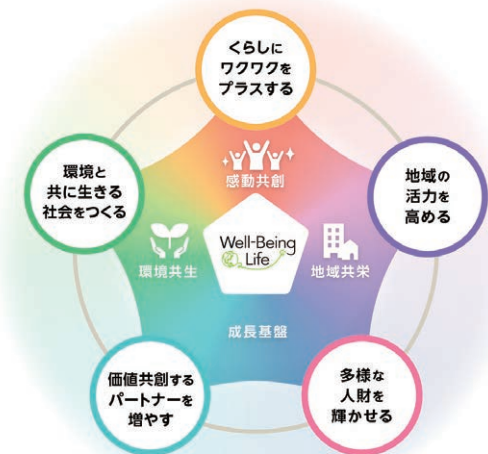 くらしに
ワクワクを
プラスする
環境と
共に生きる
社会をつくる
感動共創
地域の
活力を
高める
Well-Being
Life
環境共生
地域共栄
成長基盤
価値共創する
パートナーを
増やす
多様な
人財を
輝かせる